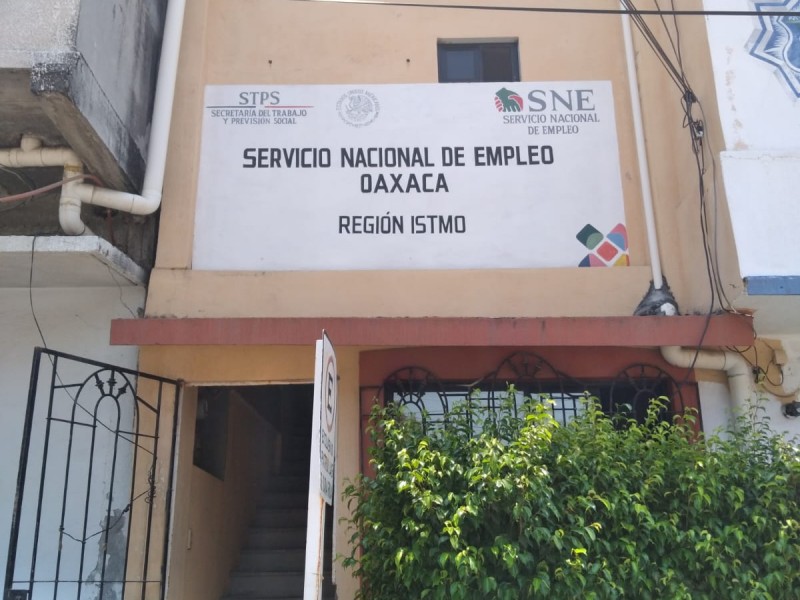 STPS
SECRETARÍA DEL TRABAJO
Y PREVISIÓN SOCIAL
SNE
SERVICIO NACIONAL
DE EMPLEO
SERVICIO NACIONAL DE EMPLEO
OAXACA
REGIÓN ISTMO
E